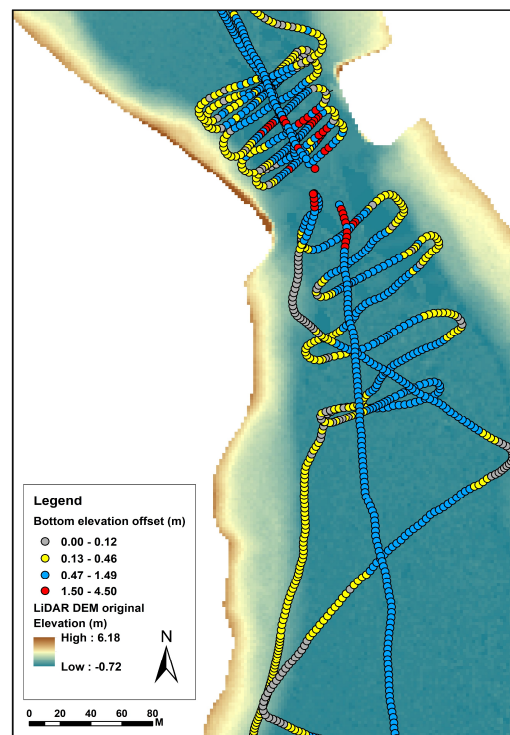 Legend
Bottom elevation offset (m)
0.00 - 0.12
0.13 - 0.46
0.47 - 1.49
1.50 - 4.50
LiDAR DEM original
Elevation (m)
High : 6.18
Low : -0.72
N
0 20 40 60 80
M